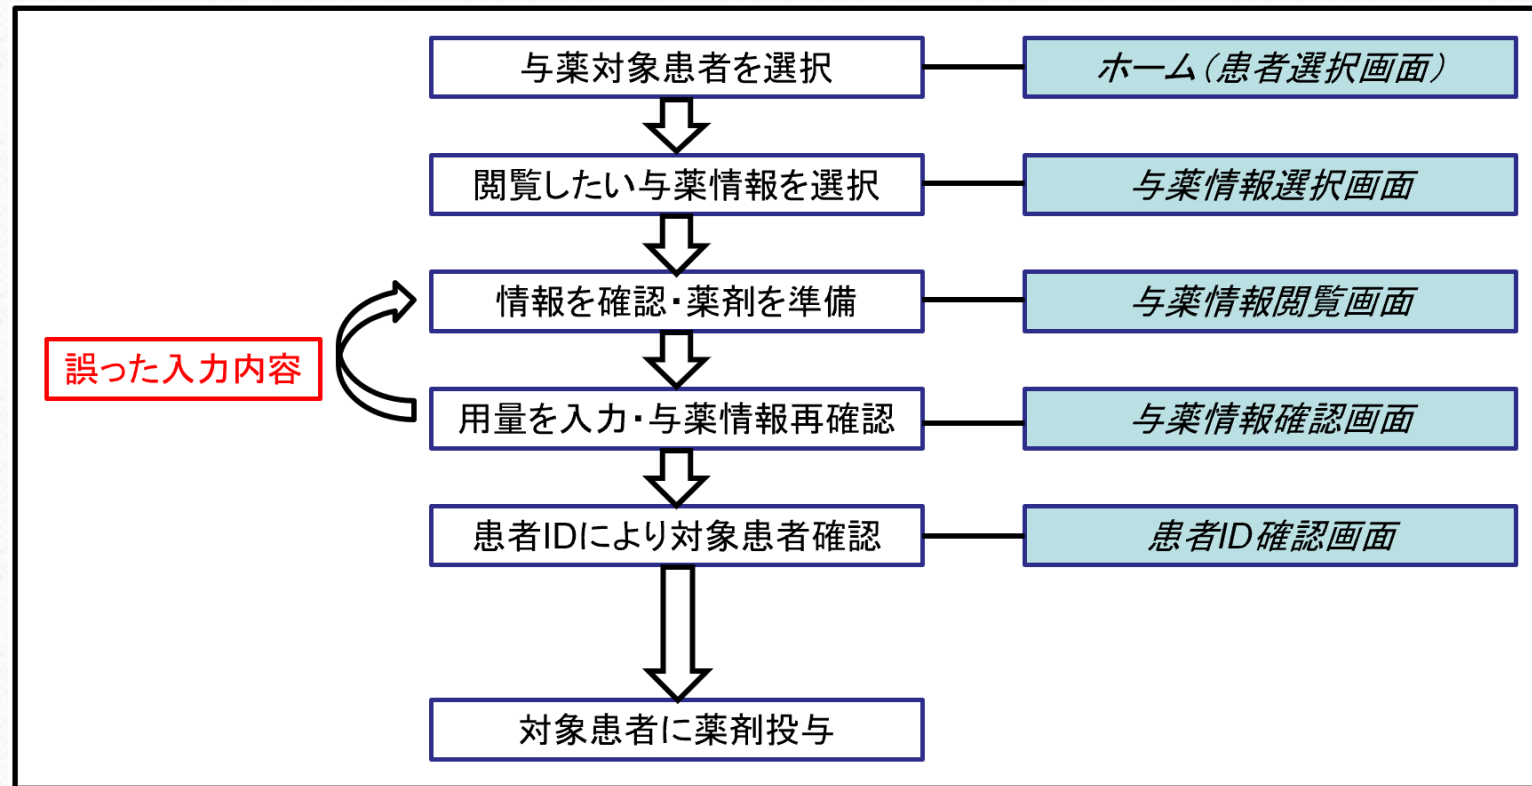 与薬対象患者を選択
ホーム（患者選択画面）
閲覧したい与薬情報を選択
与薬情報選択画面
情報を確認・薬剤を準備
与薬情報閲覧画面
誤った入力内容
用量を入力・与薬情報再確認
与薬情報確認画面
患者IDにより対象患者確認
患者ID確認画面
対象患者に薬剤投与